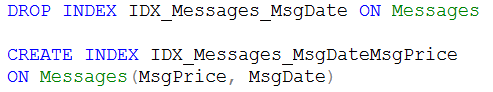 DROP INDEX IDX_Messages_MsgDate ON Messages
CREATE INDEX IDX_Messages_MsgDateMsgPrice
ON Messages(MsgPrice, MsgDate)